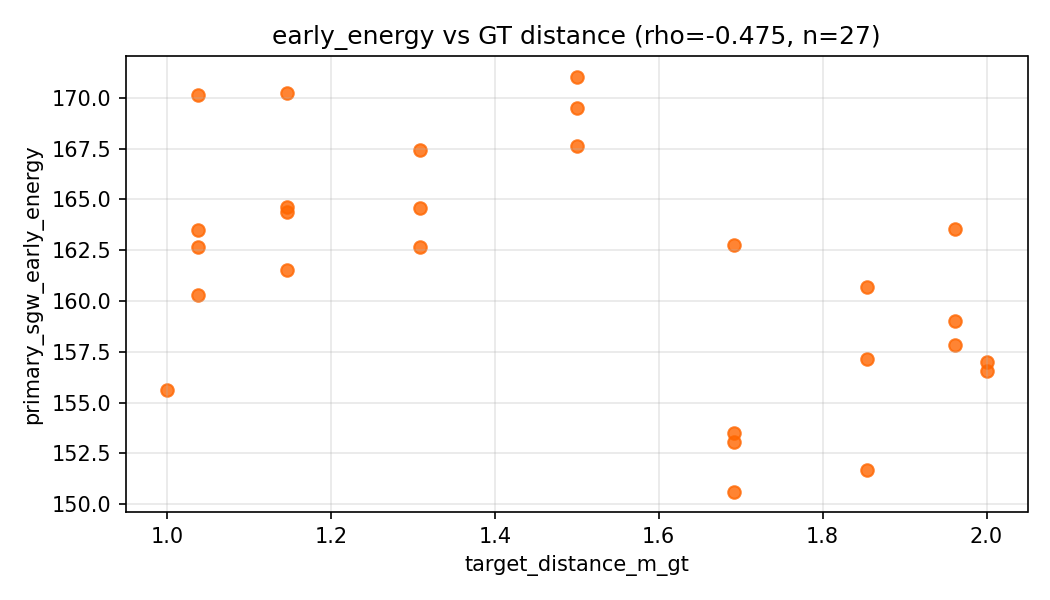 early_energy vs GT distance (rho=-0.475, n=27)
primary_sgw_early_energy
170.0
167.5
165.0
162.5
160.0
157.5
155.0
152.5
150.0
1.0 1.2 1.4 1.6 1.8 2.0
target_distance_m_gt